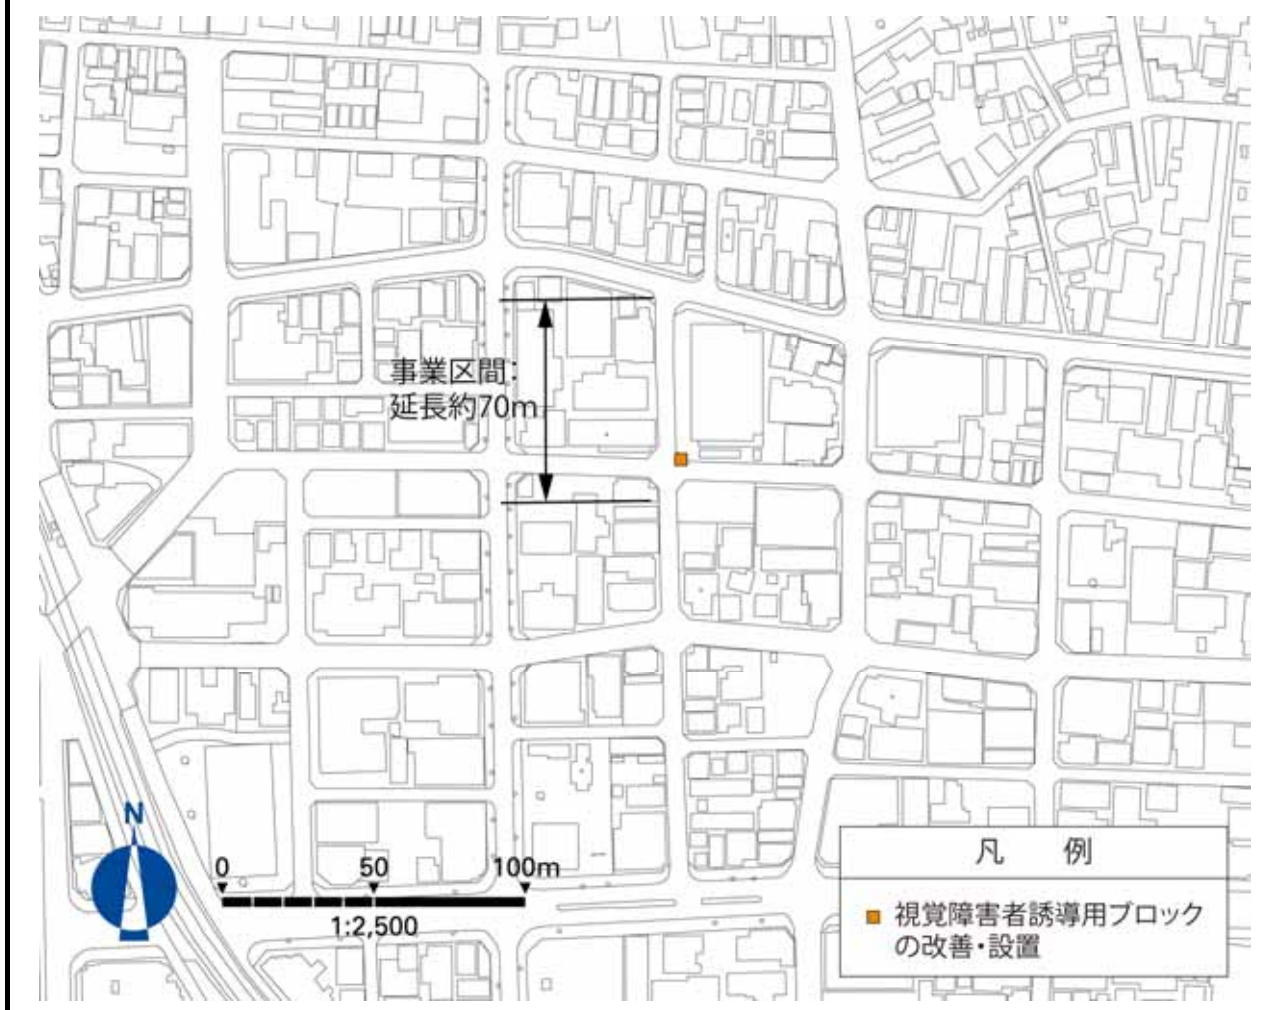 事業区間:
延長約70m
N
0 50 100m
1:2,500
凡 例
視覚障害者誘導用ブロック
の改善・設置